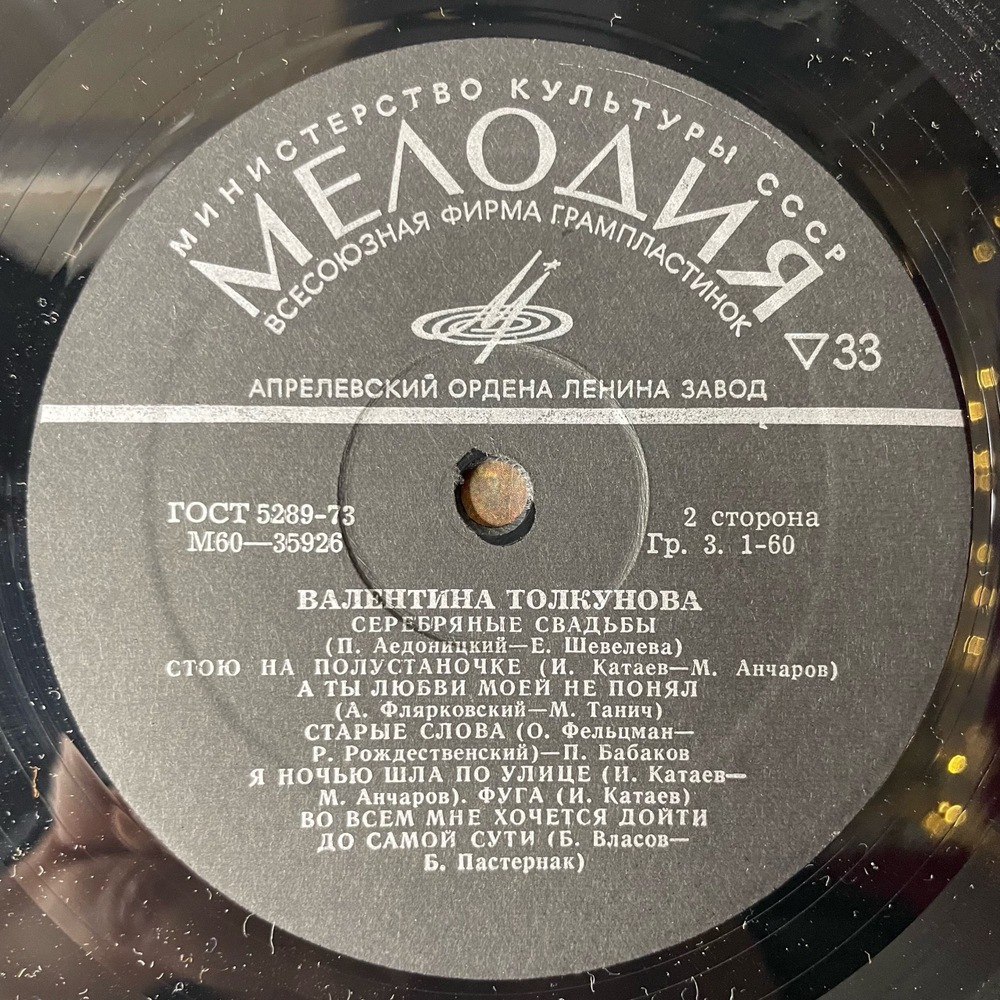 МИНИСТЕРСТВО КУЛЬТУРЫ СССР
МЕЛОДИЯ
ВСЕСОЮЗНАЯ ФИРМА ГРАМПЛАСТИНОК
▽33
АПРЕЛЕВСКИЙ ОРДЕНА ЛЕНИНА ЗАВОД
ГОСТ 5289-73
2 сторона
М60—35926
Гр. 3. 1-60
ВАЛЕНТИНА ТОЛКУНОВА
СЕРЕБРЯНЫЕ СВАДЬБЫ
(П. Аедоницкий—Е. Шевелева)
СТОЮ НА ПОЛУСТАНОЧКЕ (И. Катаев—М. Анчаров)
А ТЫ ЛЮБВИ МОЕЙ НЕ ПОНЯЛ
(А. Флярковский—М. Танич)
СТАРЫЕ СЛОВА (О. Фельцман—
Р. Рождественский)—П. Бабаков
Я НОЧЬЮ ШЛА ПО УЛИЦЕ (И. Катаев—
М. Анчаров). ФУГА (И. Катаев)
ВО ВСЕМ МНЕ ХОЧЕТСЯ ДОЙТИ
ДО САМОЙ СУТИ (Б. Власов—
Б. Пастернак)